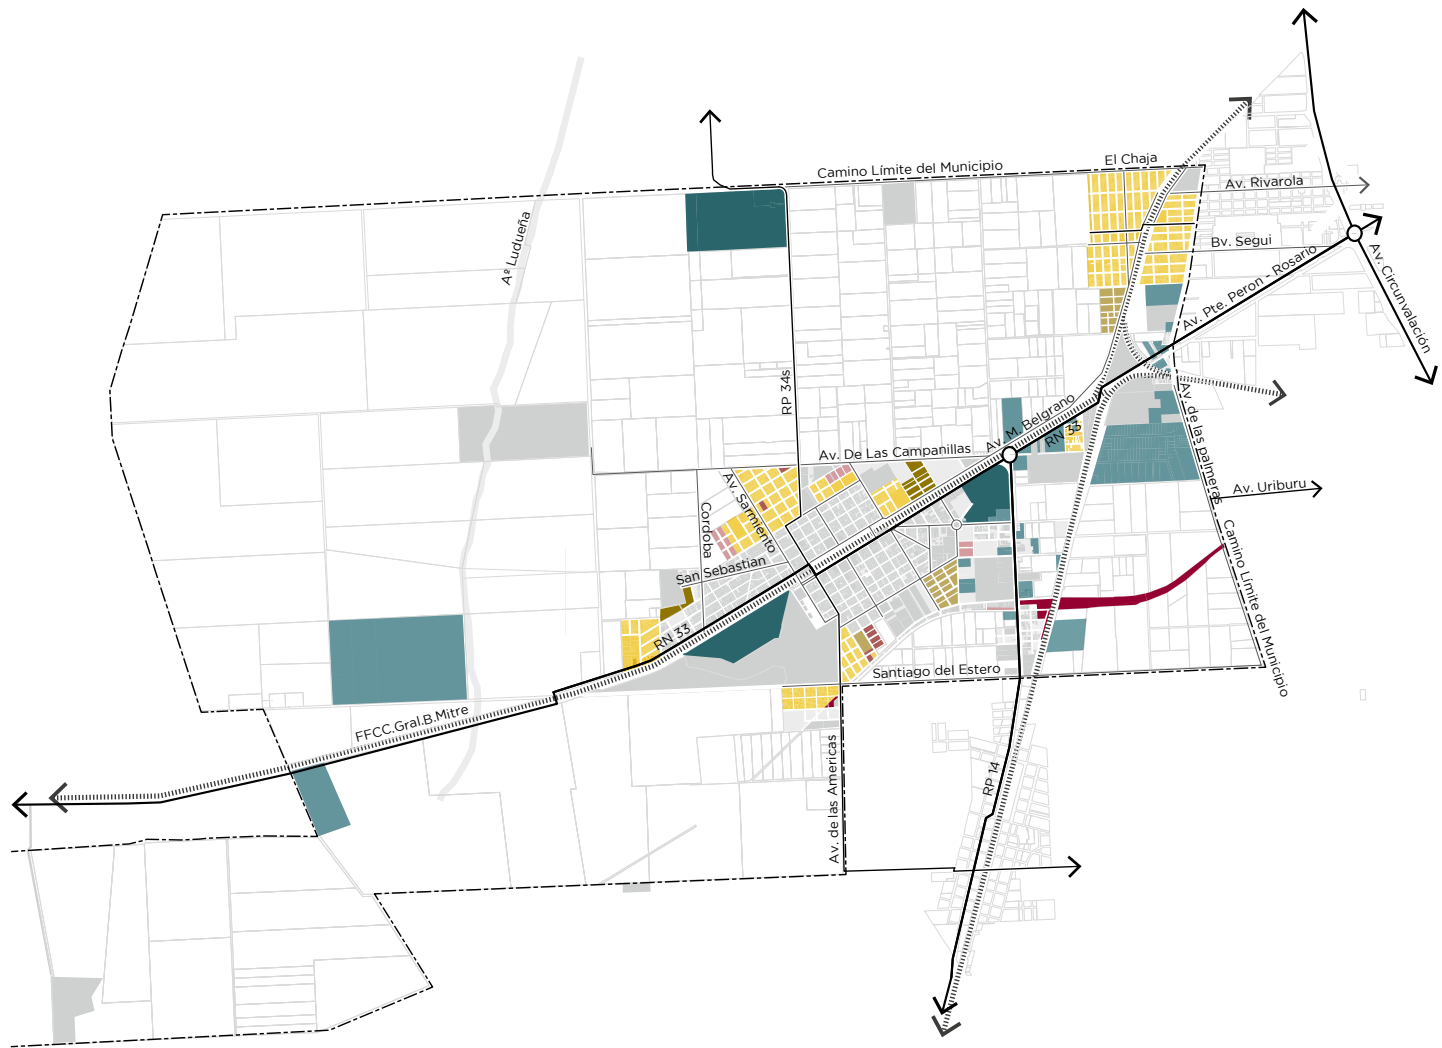 El Chaja
Camino Límite del Municipio
Av. Rivarola
Aº Ludueña
Bv. Segui
Av. Pte. Peron - Rosario
Av. Circunvalación
RP 34s
Av. M. Belgrano
RN 33
Av. de las palmeras
Av. De Las Campanillas
Av. Sarmiento
Cordoba
Av. Uriburu
San Sebastian
Camino Límite del Municipio
RN 33
Santiago del Estero
FFCC.Gral.B.Mitre
Av. de las Americas
RP 14